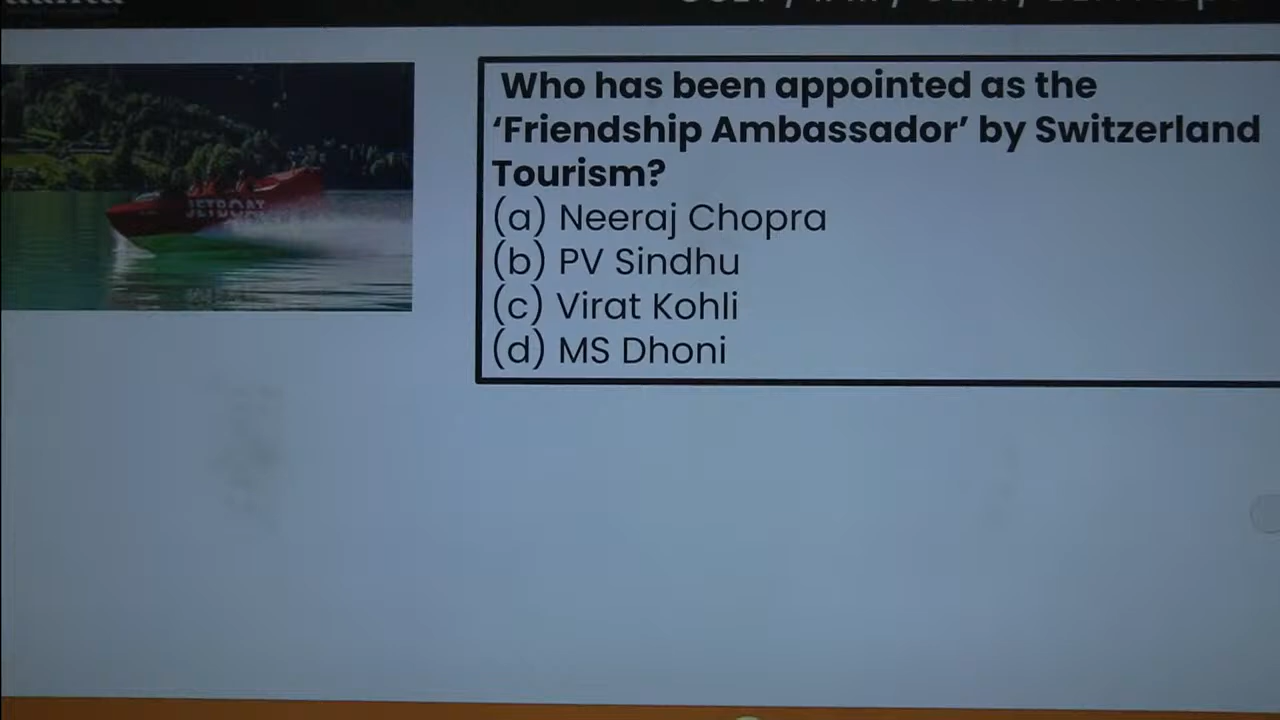 Who has been appointed as the
‘Friendship Ambassador’ by Switzerland
Tourism?
(a) Neeraj Chopra
JETBOAT
(b) PV Sindhu
(c) Virat Kohli
(d) MS Dhoni